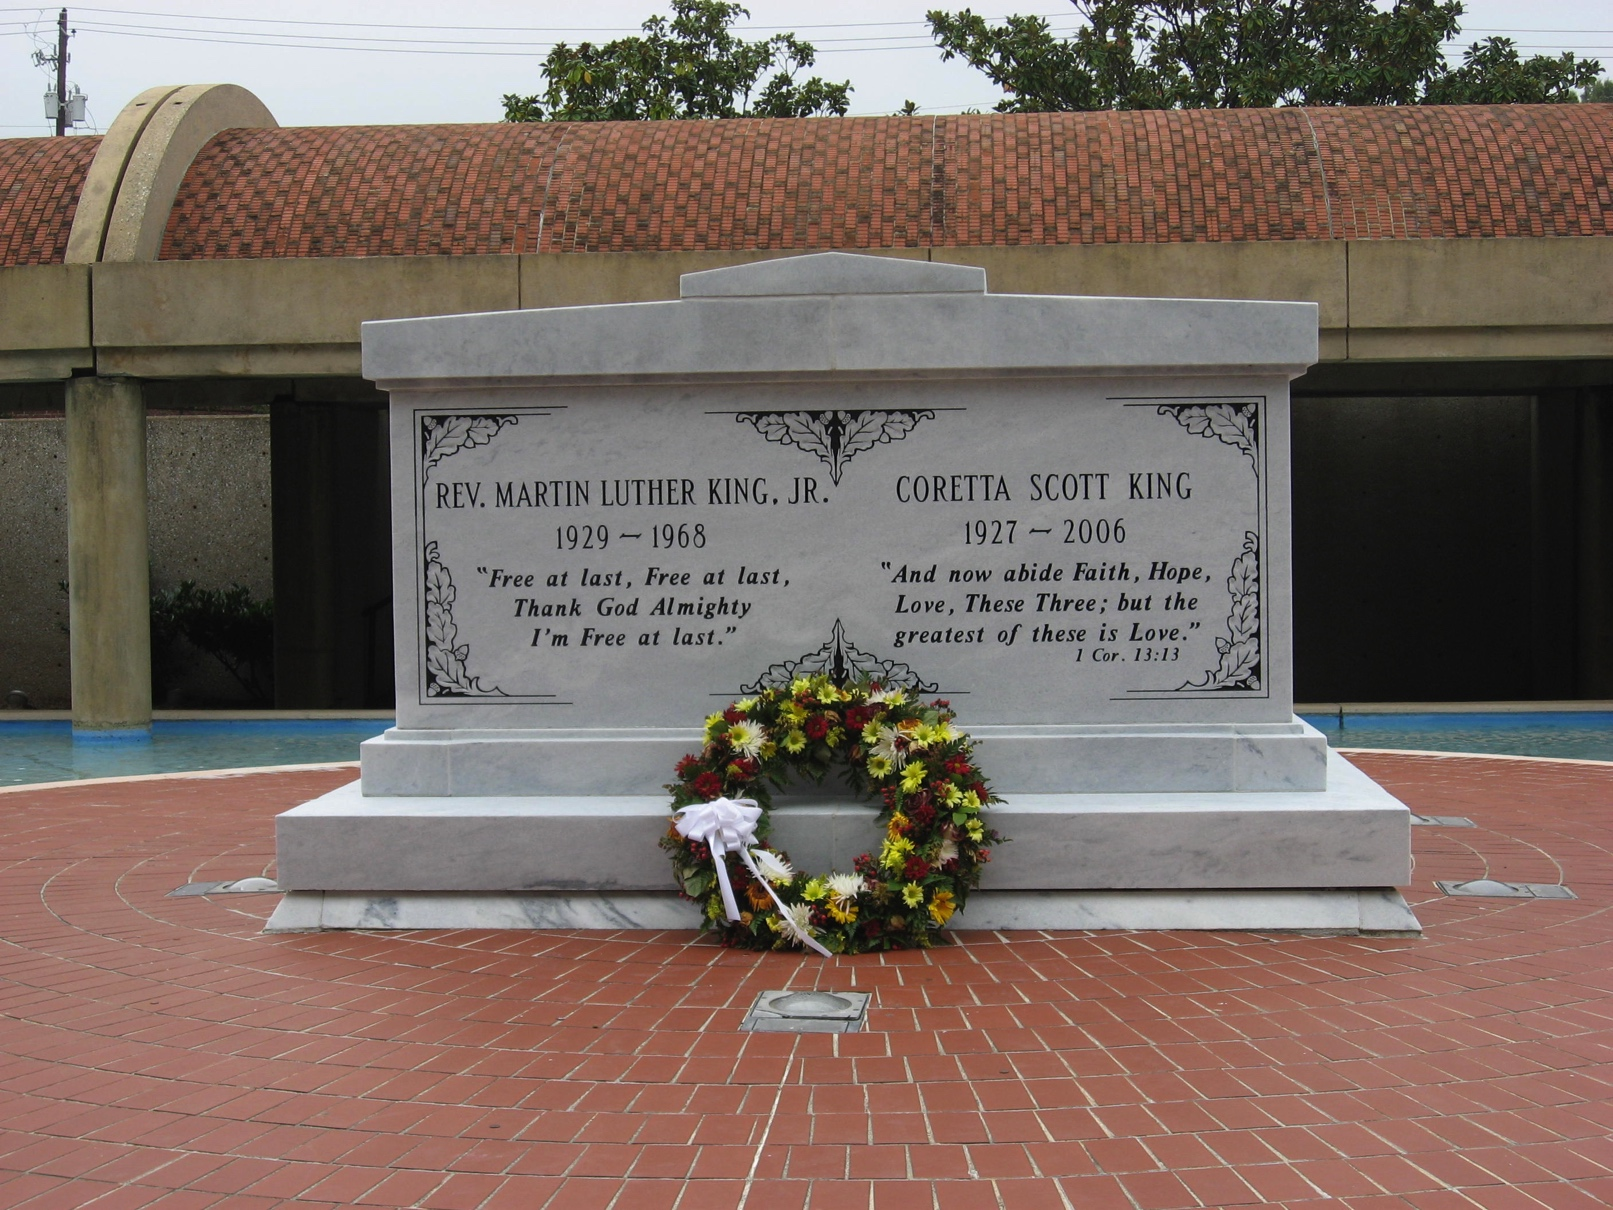 REV. MARTIN LUTHER KING, JR.
1929 ~ 1968
"Free at last, Free at last,
Thank God Almighty
I'm Free at last."
CORETTA SCOTT KING
1927 ~ 2006
"And now abide Faith, Hope,
Love, These Three; but the
greatest of these is Love."
1 Cor. 13:13